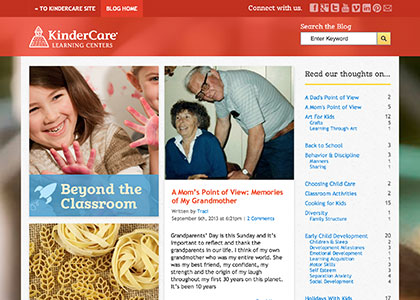 « TO KINDERCARE SITE
BLOG HOME
Connect with us.
KinderCare
LEARNING CENTERS
Search the Blog
Enter Keyword
Beyond the
Classroom
A Mom's Point of View: Memories
of My Grandmother
Written by Traci
September 6th, 2013 at 6:21pm | 2 Comments
Grandparents' Day is this Sunday and it's
important to reflect and thank the
grandparents in our life. I think of my own
grandmother who was my entire world. She
was my best friend, my confidant, my
strength and the origin of my laugh
throughout my first 30 years on this planet.
It's been 10 years
Read our thoughts on...
A Dad's Point of View 2
A Mom's Point of View 5
Art For Kids 12
Crafts 6
Learning Through Art 1
Back to School 3
Behavior & Discipline 3
Manners 1
Sharing 1
Choosing Child Care 2
Classroom Activities 2
Cooking for Kids 15
Diversity 1
Family Structure 1
Early Child Development 20
Children & Sleep 2
Development Milestones 3
Emotional Development 1
Learning Acquisition 1
Motor Skills 1
Self Esteem 3
Separation Anxiety 1
Social Development 2
Holidays With Kids 17